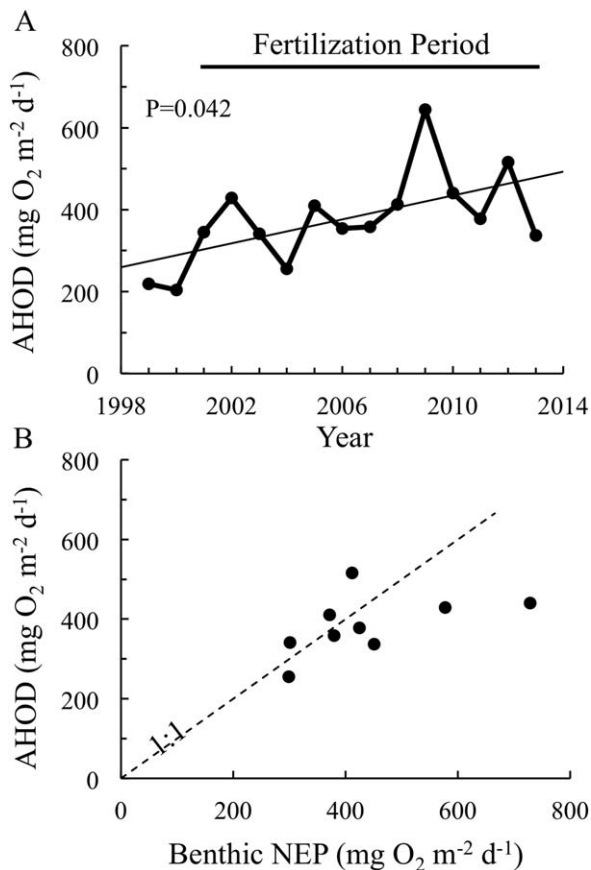 A
Fertilization Period
P=0.042
AHOD (mg O₂ m⁻² d⁻¹)
800
600
400
200
0
1998
2002
2006
2010
2014
Year
B
AHOD (mg O₂ m⁻² d⁻¹)
800
600
400
200
0
1:1
0
200
400
600
800
Benthic NEP (mg O₂ m⁻² d⁻¹)